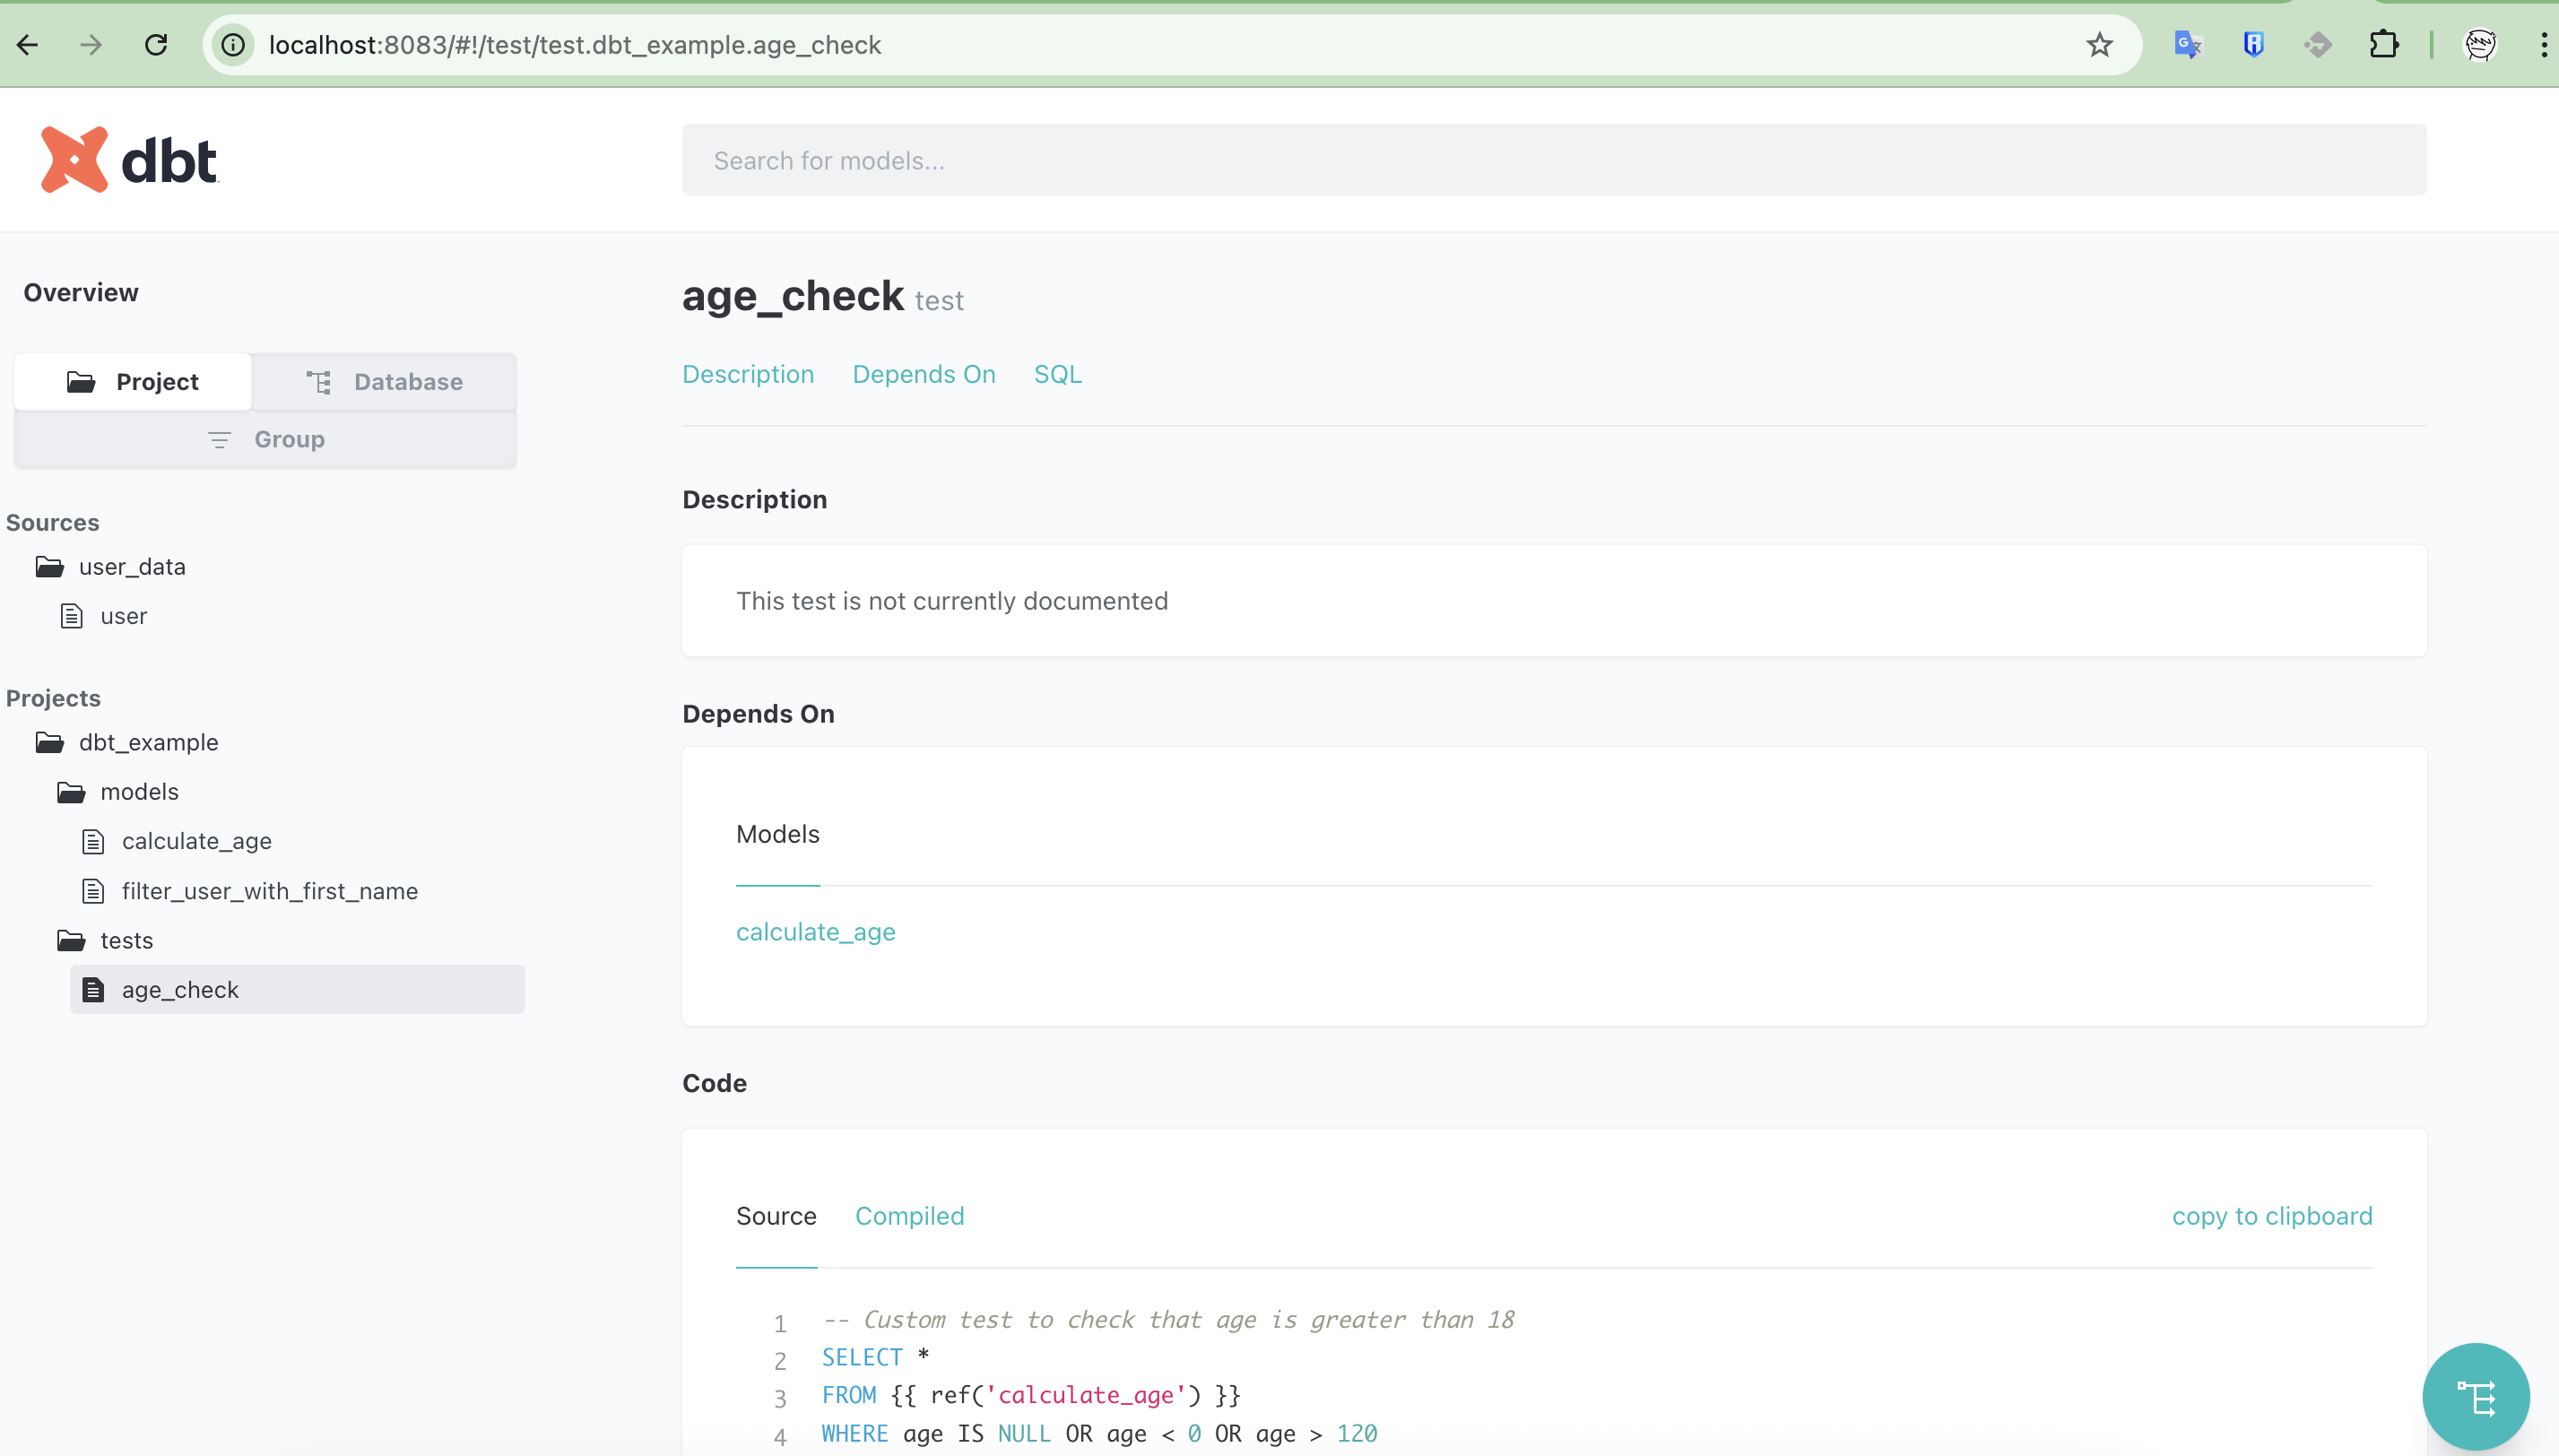 localhost:8083/#!/test/test.dbt_example.age_check
dbt
Search for models...
Overview
Project
Database
Group
Sources
user_data
user
Projects
dbt_example
models
calculate_age
filter_user_with_first_name
tests
age_check
age_check test
Description Depends On SQL
Description
This test is not currently documented
Depends On
Models
calculate_age
Code
Source Compiled copy to clipboard
1 -- Custom test to check that age is greater than 18
2 SELECT *
3 FROM {{ ref('calculate_age') }}
4 WHERE age IS NULL OR age < 0 OR age > 120